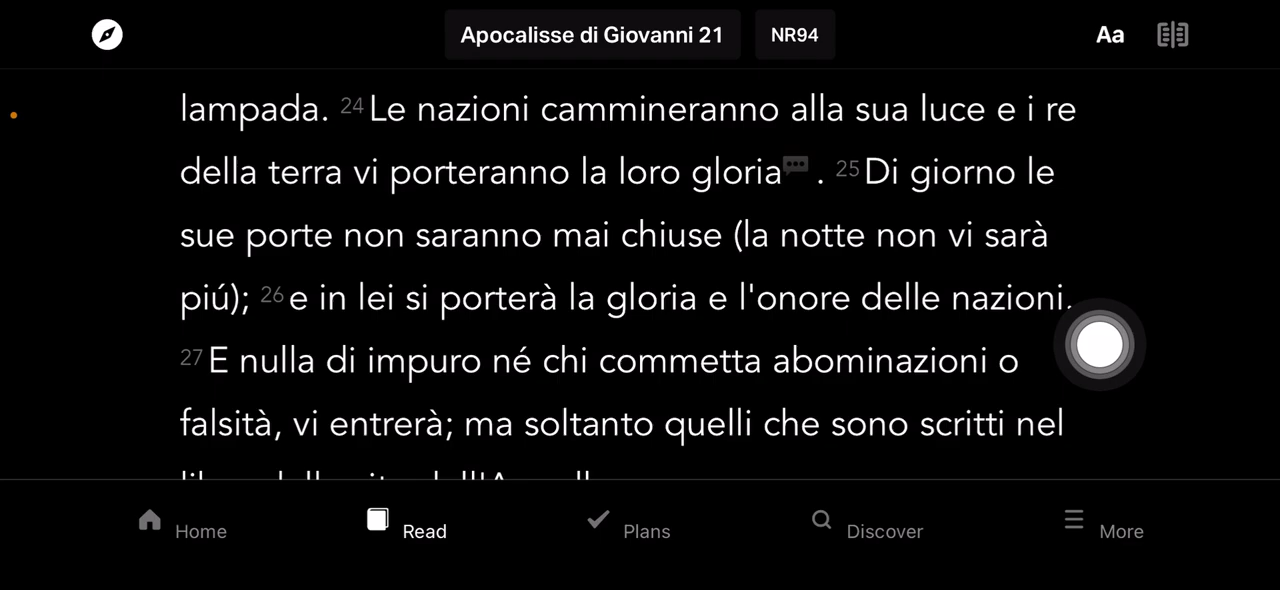 Apocalisse di Giovanni 21 NR94 Aa
lampada. 24 Le nazioni cammineranno alla sua luce e i re
della terra vi porteranno la loro gloria . 25 Di giorno le
sue porte non saranno mai chiuse (la notte non vi sarà
piú); 26 e in lei si porterà la gloria e l'onore delle nazioni.
27 E nulla di impuro né chi commetta abominazioni o
falsità, vi entrerà; ma soltanto quelli che sono scritti nel
Home Read Plans Discover More